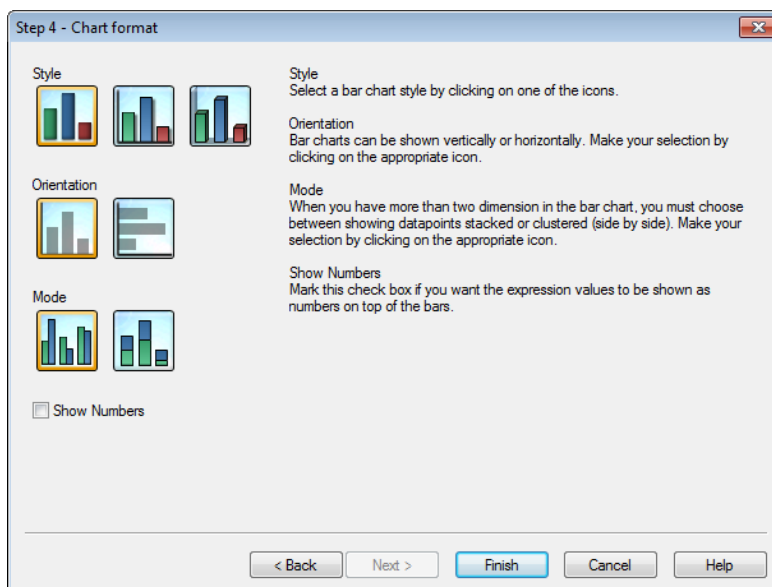 Step 4 - Chart format
Style
Orientation
Mode
Show Numbers
Style
Select a bar chart style by clicking on one of the icons.
Orientation
Bar charts can be shown vertically or horizontally. Make your selection by
clicking on the appropriate icon.
Mode
When you have more than two dimension in the bar chart, you must choose
between showing datapoints stacked or clustered (side by side). Make your
selection by clicking on the appropriate icon.
Show Numbers
Mark this check box if you want the expression values to be shown as
numbers on top of the bars.
< Back
Next >
Finish
Cancel
Help